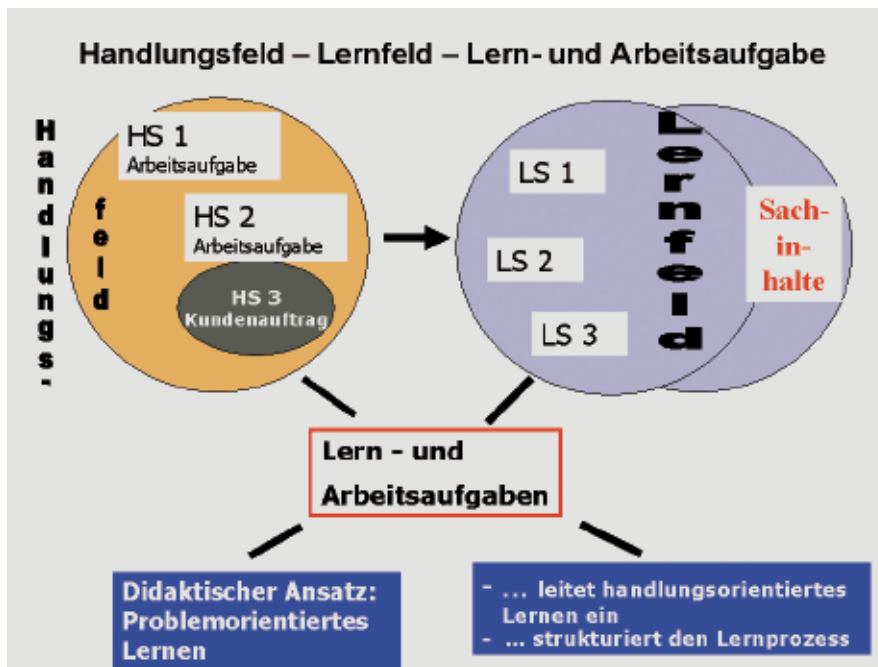 Handlungsfeld – Lernfeld – Lern- und Arbeitsaufgabe
Handlungs-
feld
HS 1
Arbeitsaufgabe
HS 2
Arbeitsaufgabe
HS 3
Kundenauftrag
LS 1
LS 2
LS 3
Lernfeld
Sach-
in-
halte
Lern - und
Arbeitsaufgaben
Didaktischer Ansatz:
Problemorientiertes
Lernen
- ... leitet handlungsorientiertes
Lernen ein
- ... strukturiert den Lernprozess